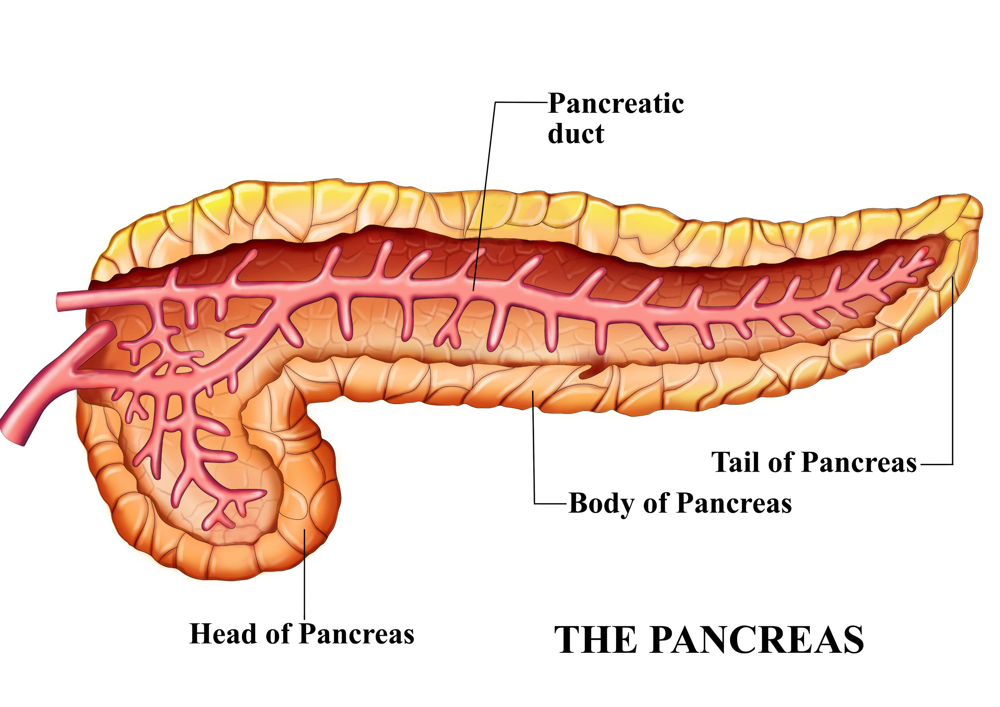 Pancreatic
duct
Tail of Pancreas
Body of Pancreas
Head of Pancreas
THE PANCREAS